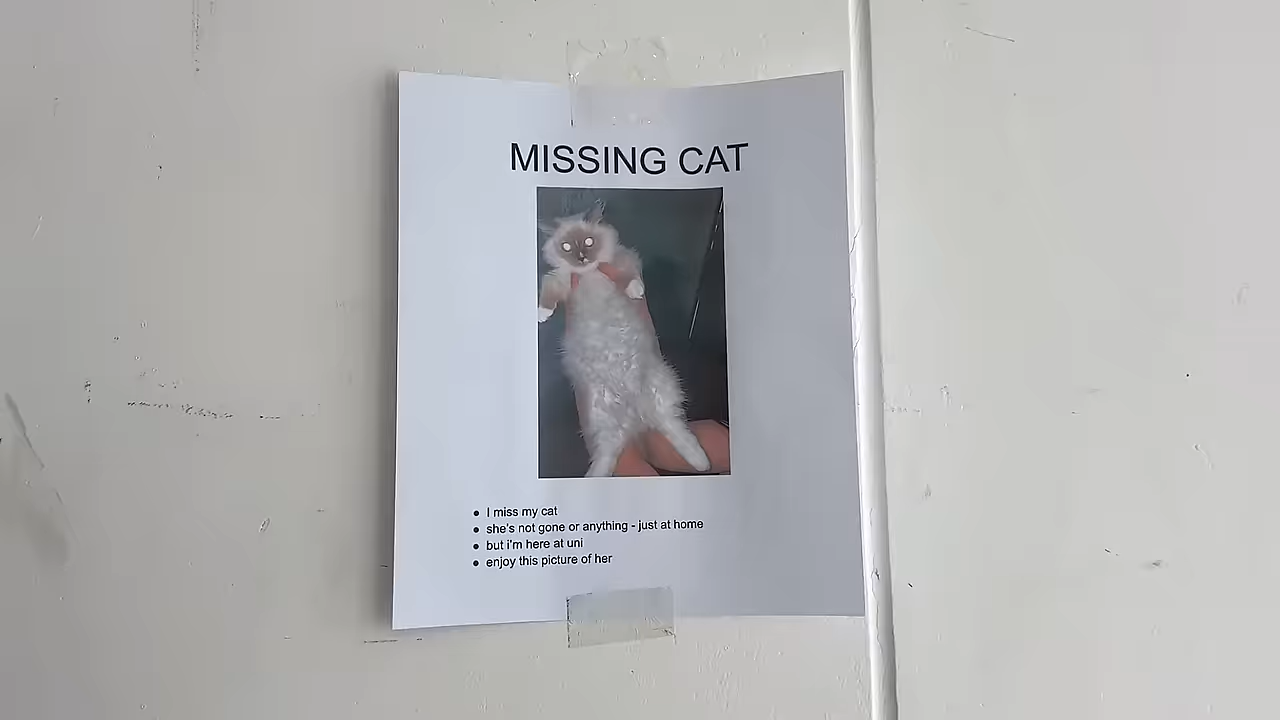 MISSING CAT
● I miss my cat
● she's not gone or anything - just at home
● but i'm here at uni
● enjoy this picture of her